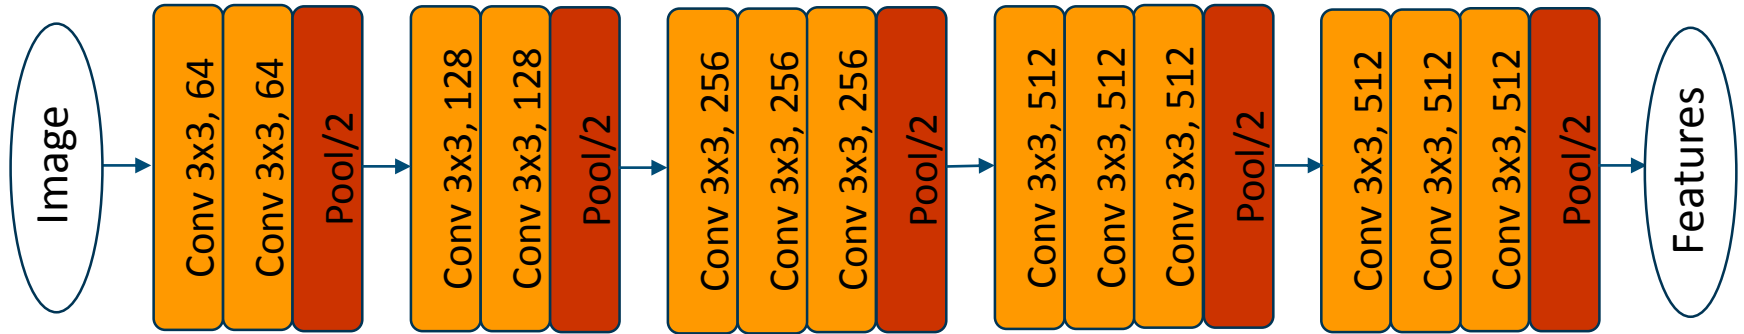 Image
Conv 3x3, 64
Conv 3x3, 64
Pool/2
Conv 3x3, 128
Conv 3x3, 128
Pool/2
Conv 3x3, 256
Conv 3x3, 256
Conv 3x3, 256
Pool/2
Conv 3x3, 512
Conv 3x3, 512
Conv 3x3, 512
Pool/2
Conv 3x3, 512
Conv 3x3, 512
Conv 3x3, 512
Pool/2
Features